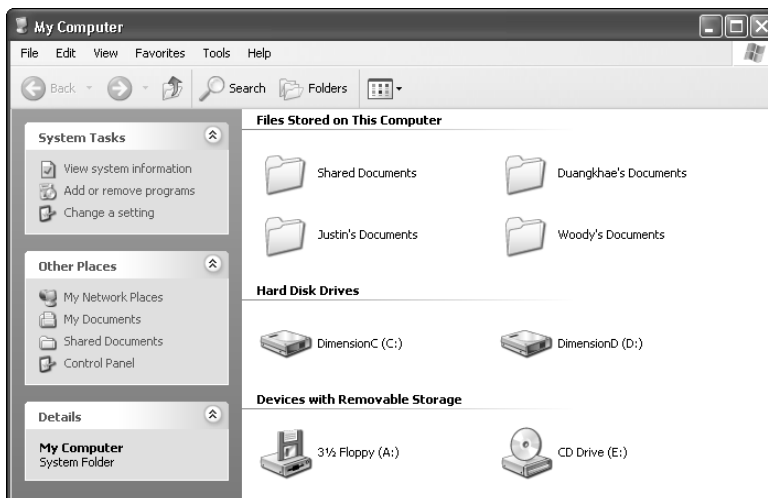 My Computer
File Edit View Favorites Tools Help
Back Search Folders
System Tasks
View system information
Add or remove programs
Change a setting
Other Places
My Network Places
My Documents
Shared Documents
Control Panel
Details
My Computer
System Folder
Files Stored on This Computer
Shared Documents Duangkhae's Documents
Justin's Documents Woody's Documents
Hard Disk Drives
DimensionC (C:) DimensionD (D:)
Devices with Removable Storage
3½ Floppy (A:) CD Drive (E:)